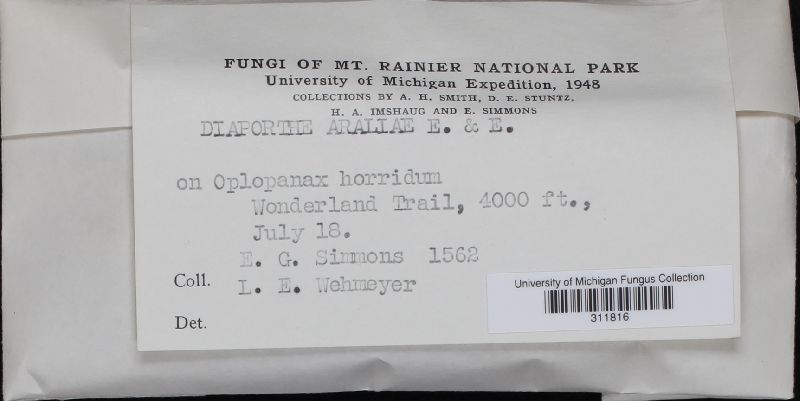 FUNGI OF MT. RAINIER NATIONAL PARK
University of Michigan Expedition, 1948
COLLECTIONS BY A. H. SMITH, D. E. STUNTZ,
H. A. IMSHAUG AND E. SIMMONS
DIAPORTHE ARALIAE E. & E.
on Oplopanax horridum
Wonderland Trail, 4000 ft.,
July 18.
E. G. Simmons 1562
Coll. L. E. Wehmeyer
Det.
University of Michigan Fungus Collection
311816